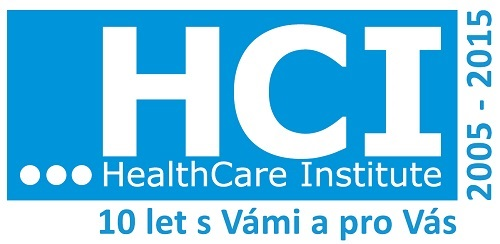 HCI
HealthCare Institute
2005 - 2015
10 let s Vámi a pro Vás